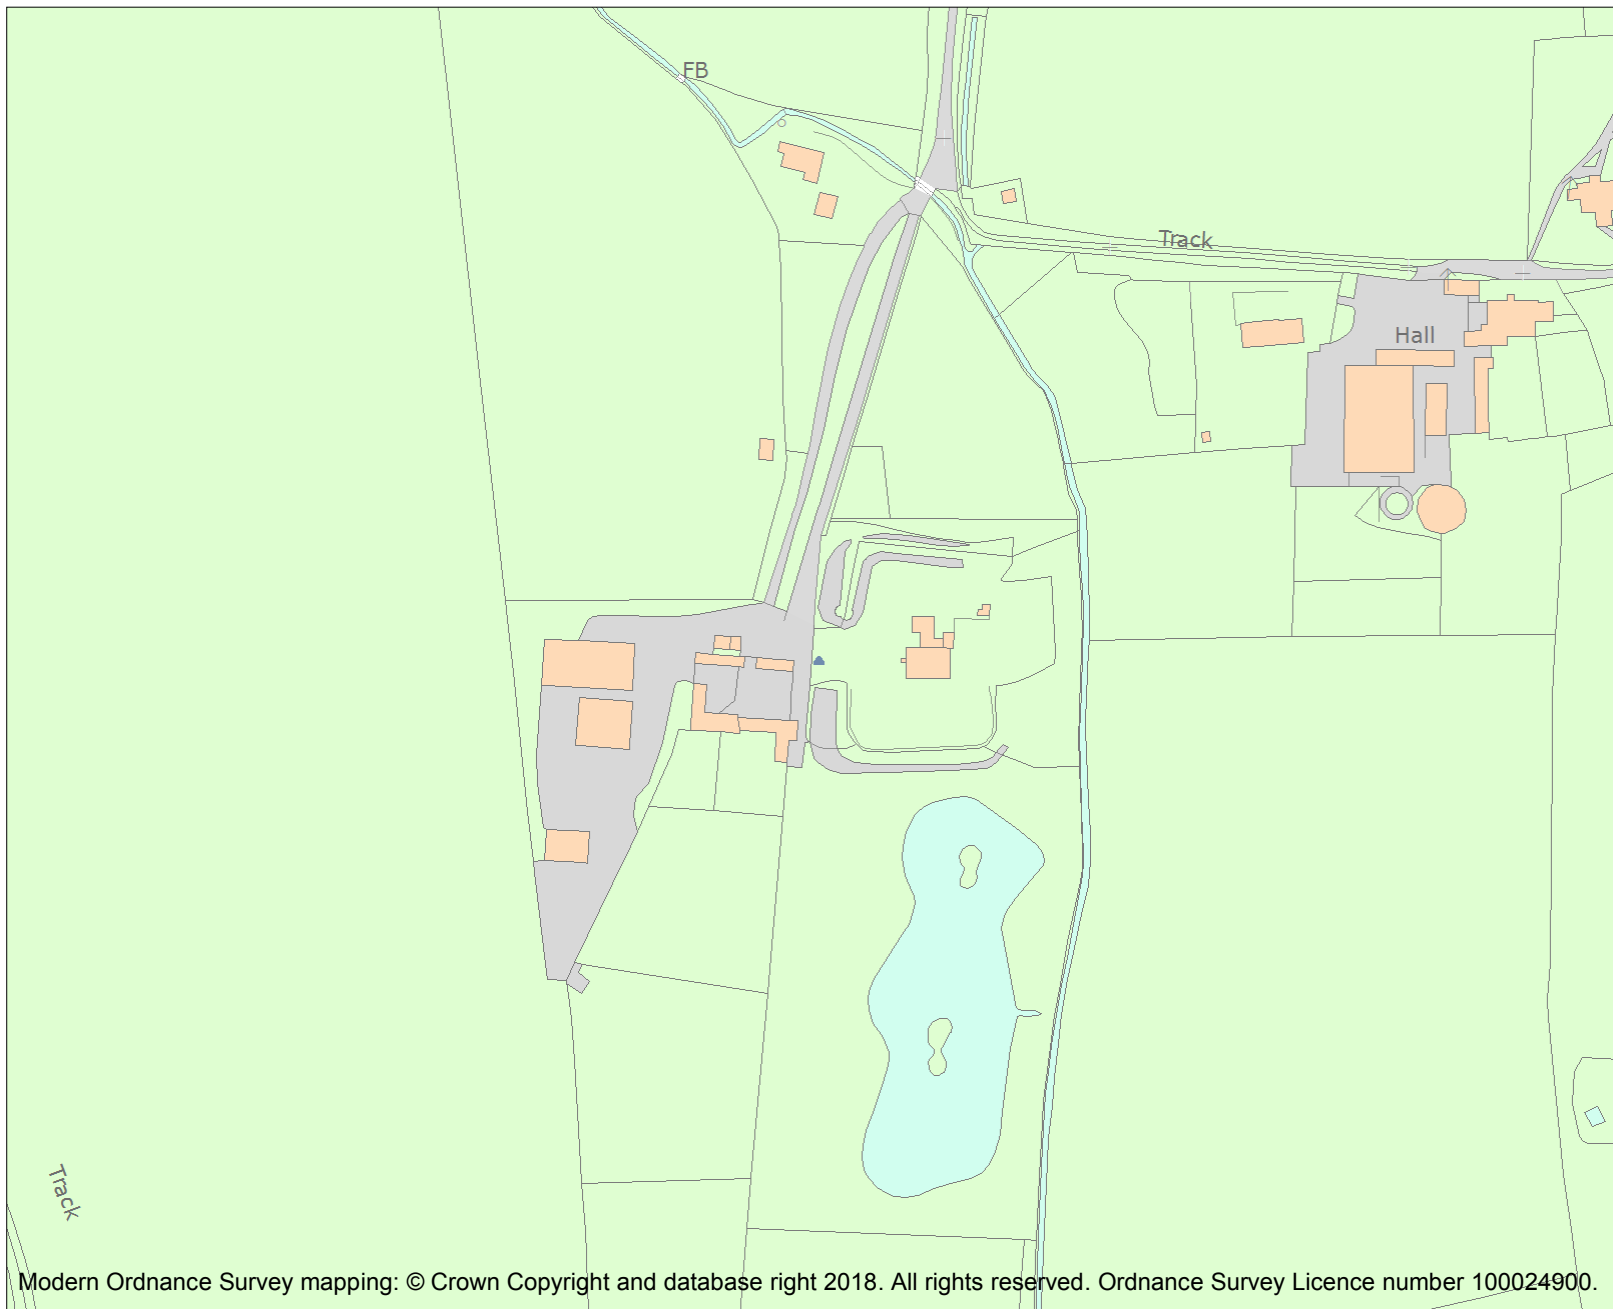 FB
Track
Hall
Track
Modern Ordnance Survey mapping: © Crown Copyright and database right 2018. All rights reserved. Ordnance Survey Licence number 100024900.